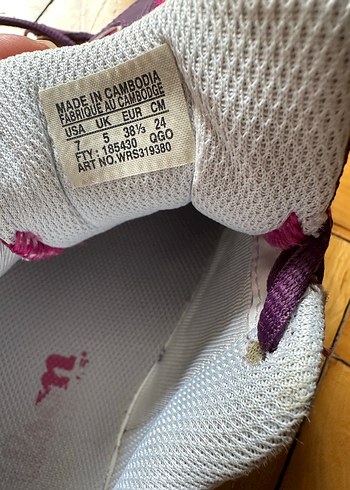 MADE IN CAMBODIA
FABRIQUE AU CAMBODGE
USA UK EUR CM
7 5 38⅓ 24
FTY: 185430 QGO
ART NO.WRS319380